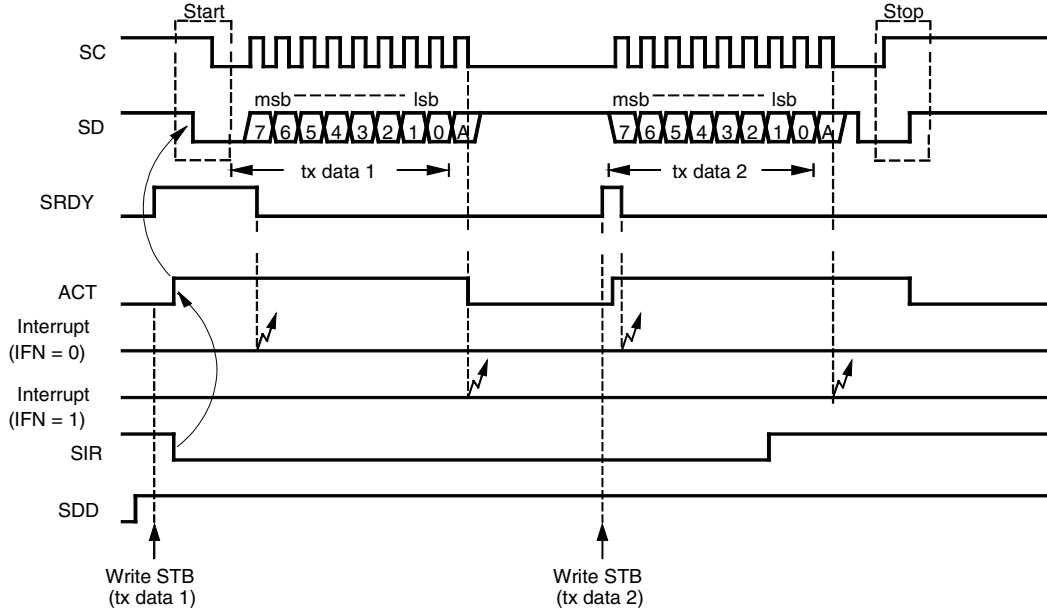 Start
Stop
SC
msb
lsb
msb
lsb
SD
7 6 5 4 3 2 1 0 A
7 6 5 4 3 2 1 0 A
tx data 1
tx data 2
SRDY
ACT
Interrupt
(IFN = 0)
Interrupt
(IFN = 1)
SIR
SDD
Write STB
(tx data 1)
Write STB
(tx data 2)